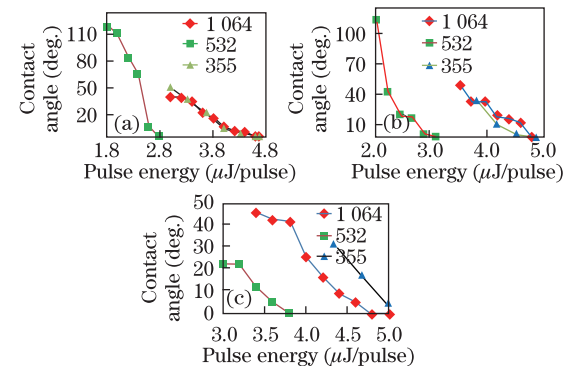 110
80
50
20
Contact
angle (deg.)
1 064
532
355
(a)
1.8 2.8 3.8 4.8
Pulse energy (μJ/pulse)
100
70
40
10
Contact
angle (deg.)
1 064
532
355
(b)
2.0 3.0 4.0 5.0
Pulse energy (μJ/pulse)
50
40
30
20
10
0
Contact
angle (deg.)
1 064
532
355
(c)
3.0 3.5 4.0 4.5 5.0
Pulse energy (μJ/pulse)